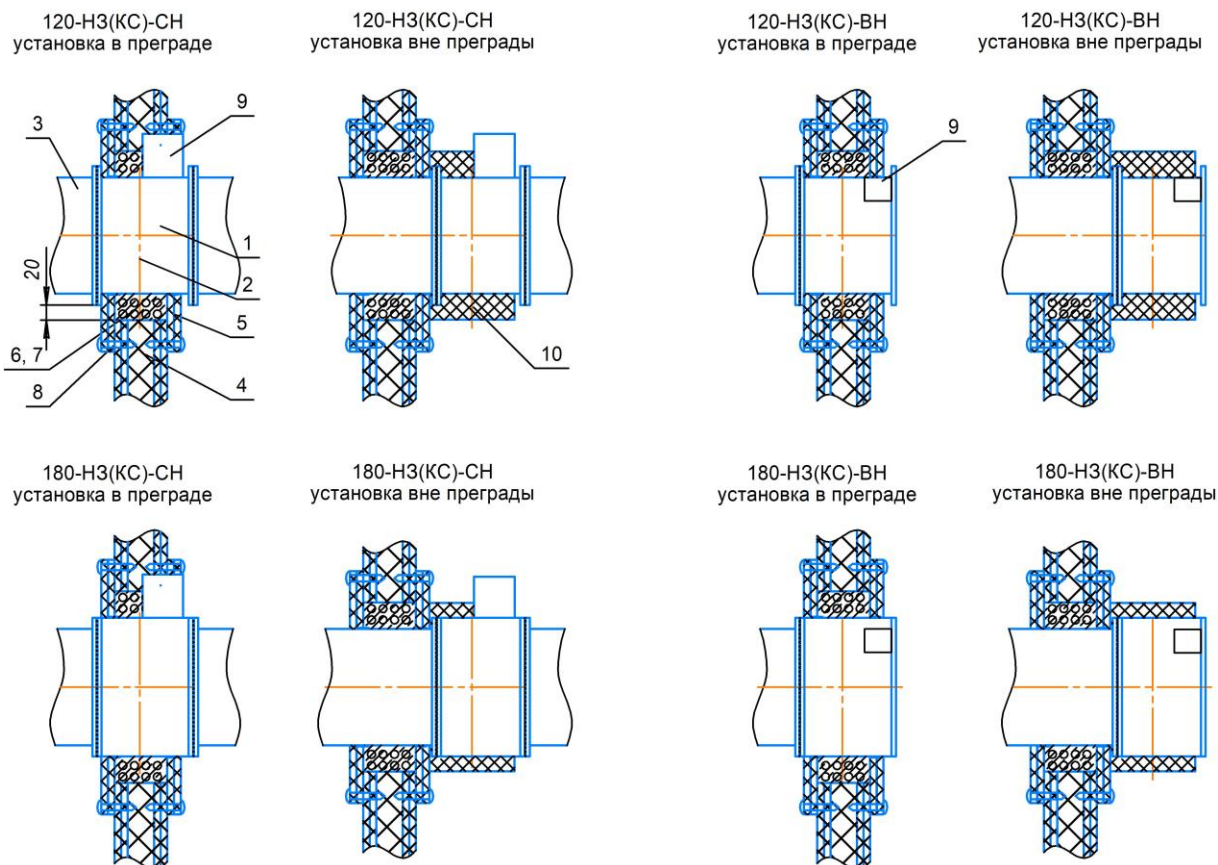 120-НЗ(КС)-СН
установка в преграде
120-НЗ(КС)-СН
установка вне преграды
120-НЗ(КС)-ВН
установка в преграде
120-НЗ(КС)-ВН
установка вне преграды
3
9
9
1
20
2
5
6, 7
10
8
4
180-НЗ(КС)-СН
установка в преграде
180-НЗ(КС)-СН
установка вне преграды
180-НЗ(КС)-ВН
установка в преграде
180-НЗ(КС)-ВН
установка вне преграды